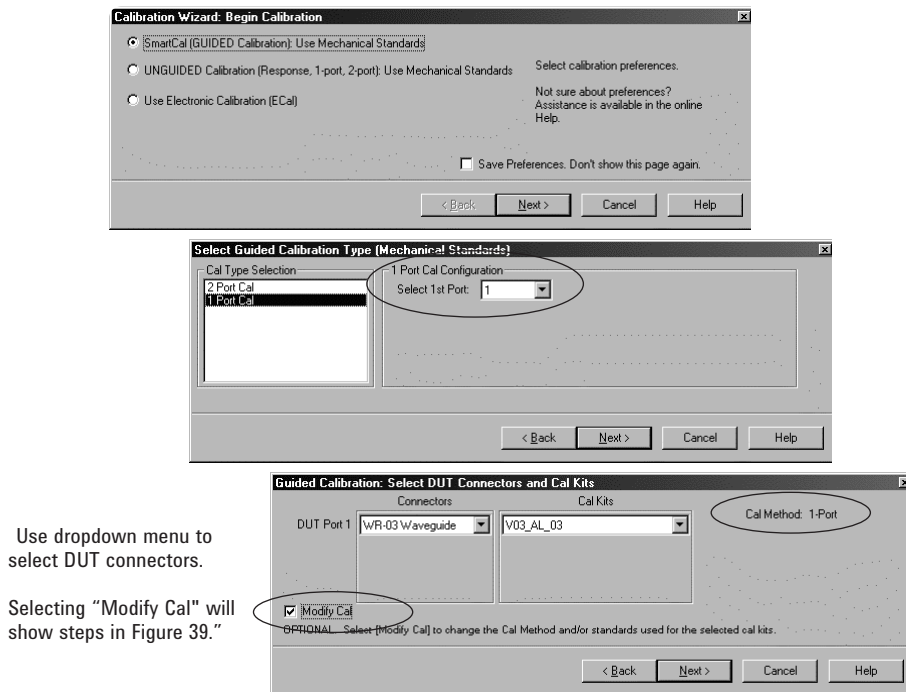 Calibration Wizard: Begin Calibration
SmartCal (GUIDED Calibration): Use Mechanical Standards
UNGUIDED Calibration (Response, 1-port, 2-port): Use Mechanical Standards
Use Electronic Calibration (ECal)
Select calibration preferences.
Not sure about preferences?
Assistance is available in the online
Help.
Save Preferences. Don't show this page again.
< Back
Next >
Cancel
Help
Select Guided Calibration Type (Mechanical Standards)
Cal Type Selection
2 Port Cal
1 Port Cal
1 Port Cal Configuration
Select 1st Port: 1
< Back
Next >
Cancel
Help
Guided Calibration: Select DUT Connectors and Cal Kits
Connectors
Cal Kits
DUT Port 1
WR-03 Waveguide
V03_AL_03
Cal Method: 1-Port
Modify Cal
OPTIONAL: Select [Modify Cal] to change the Cal Method and/or standards used for the selected cal kits.
< Back
Next >
Cancel
Help
Use dropdown menu to
select DUT connectors.
Selecting “Modify Cal" will
show steps in Figure 39.”